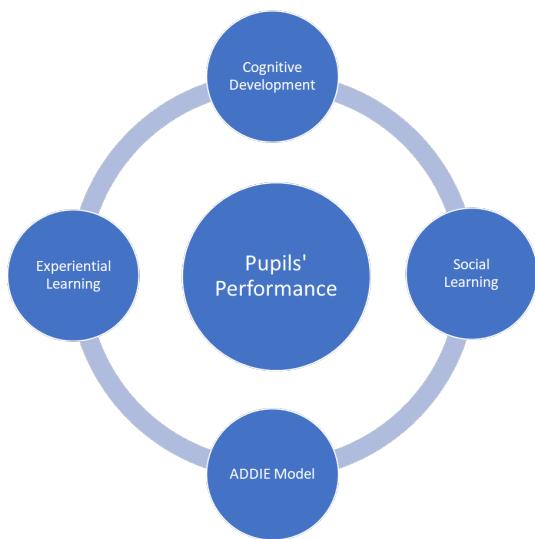 Cognitive
Development
Experiential
Learning
Pupils'
Performance
Social
Learning
ADDIE Model